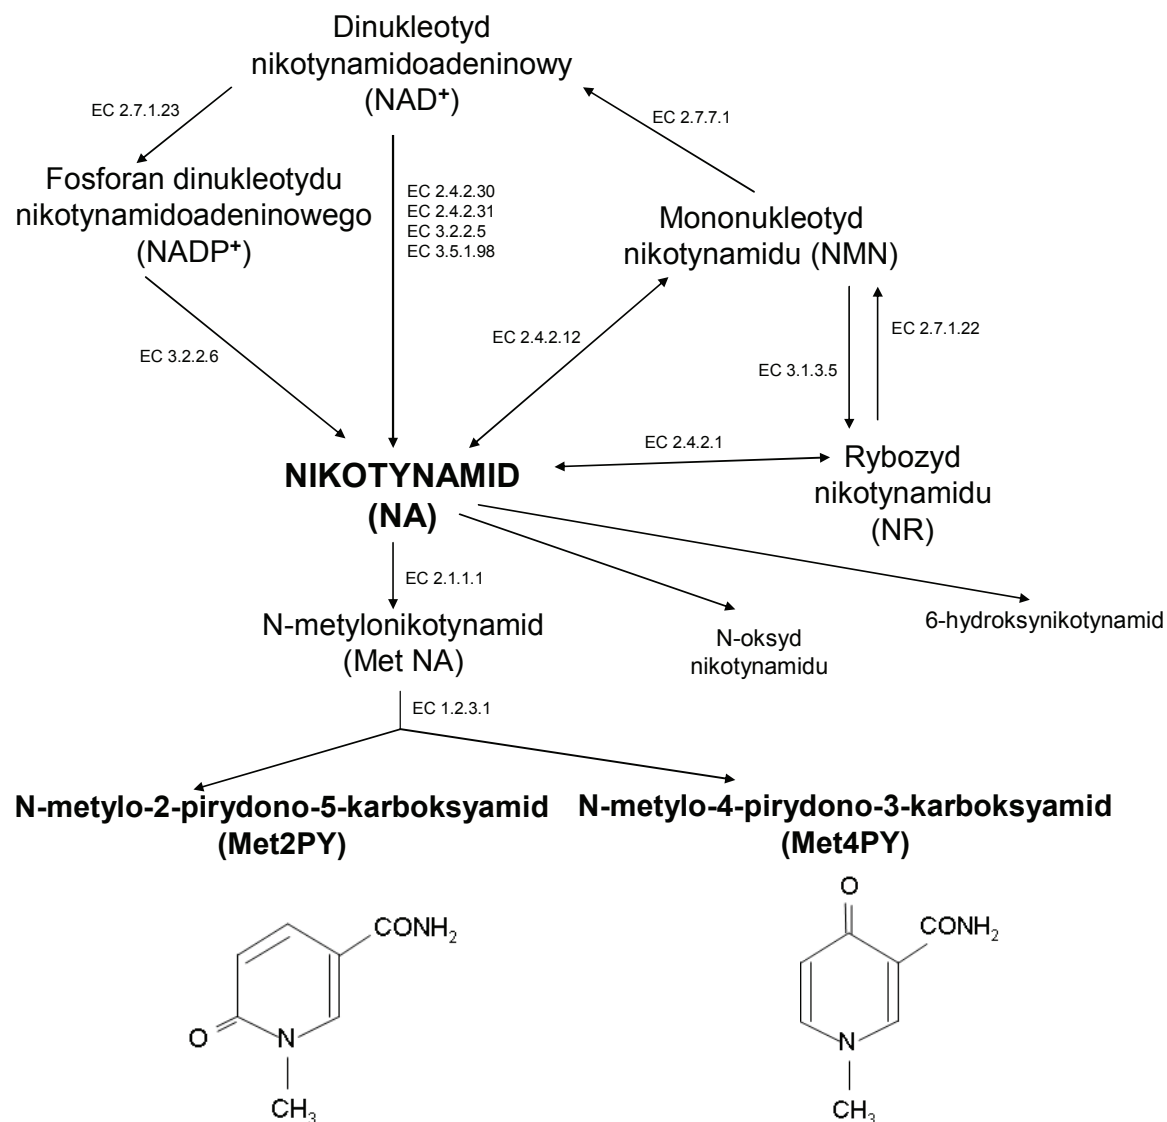 Dinukleotyd
nikotynamidoadeninowy
(NAD⁺)
EC 2.7.1.23
EC 2.7.7.1
Fosforan dinukleotydu
nikotynamidoadeninowego
(NADP⁺)
EC 2.4.2.30
EC 2.4.2.31
EC 3.2.2.5
EC 3.5.1.98
Mononukleotyd
nikotynamidu (NMN)
EC 3.2.2.6
EC 2.4.2.12
EC 2.7.1.22
EC 3.1.3.5
EC 2.4.2.1
NIKOTYNAMID
(NA)
Rybozyd
nikotynamidu
(NR)
EC 2.1.1.1
N-metylonikotynamid
(Met NA)
N-oksyd
nikotynamidu
6-hydroksynikotynamid
EC 1.2.3.1
N-metylo-2-pirydono-5-karboksyamid
(Met2PY)
N-metylo-4-pirydono-3-karboksyamid
(Met4PY)
CONH₂
O
N
CH₃
O
CONH₂
N
CH₃